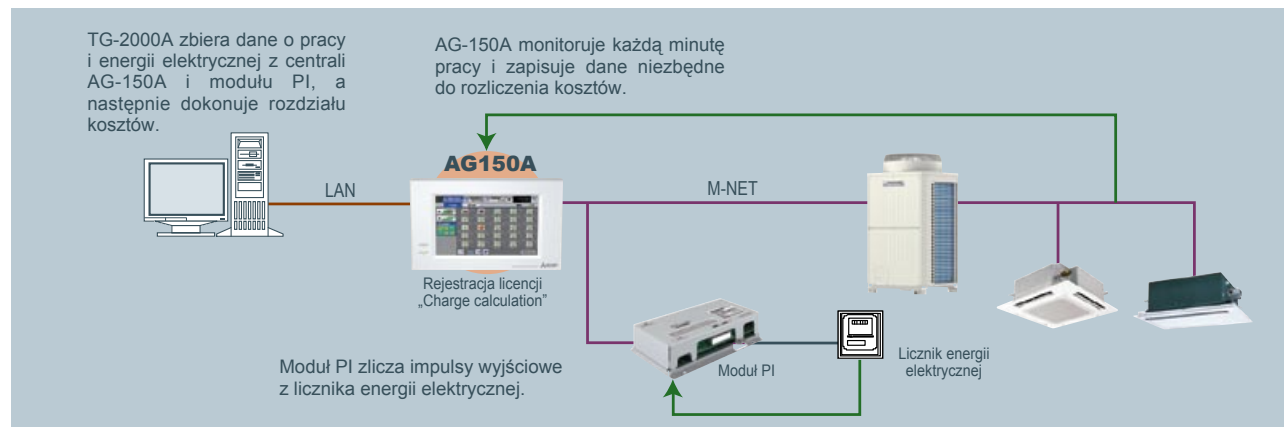 TG-2000A zbiera dane o pracy
i energii elektrycznej z centrali
AG-150A i modułu PI, a
następnie dokonuje rozdziału
kosztów.
AG-150A monitoruje każdą minutę
pracy i zapisuje dane niezbędne
do rozliczenia kosztów.
AG150A
LAN
M-NET
Rejestracja licencji
„Charge calculation”
Moduł PI zlicza impulsy wyjściowe
z licznika energii elektrycznej.
Moduł PI
Licznik energii
elektrycznej